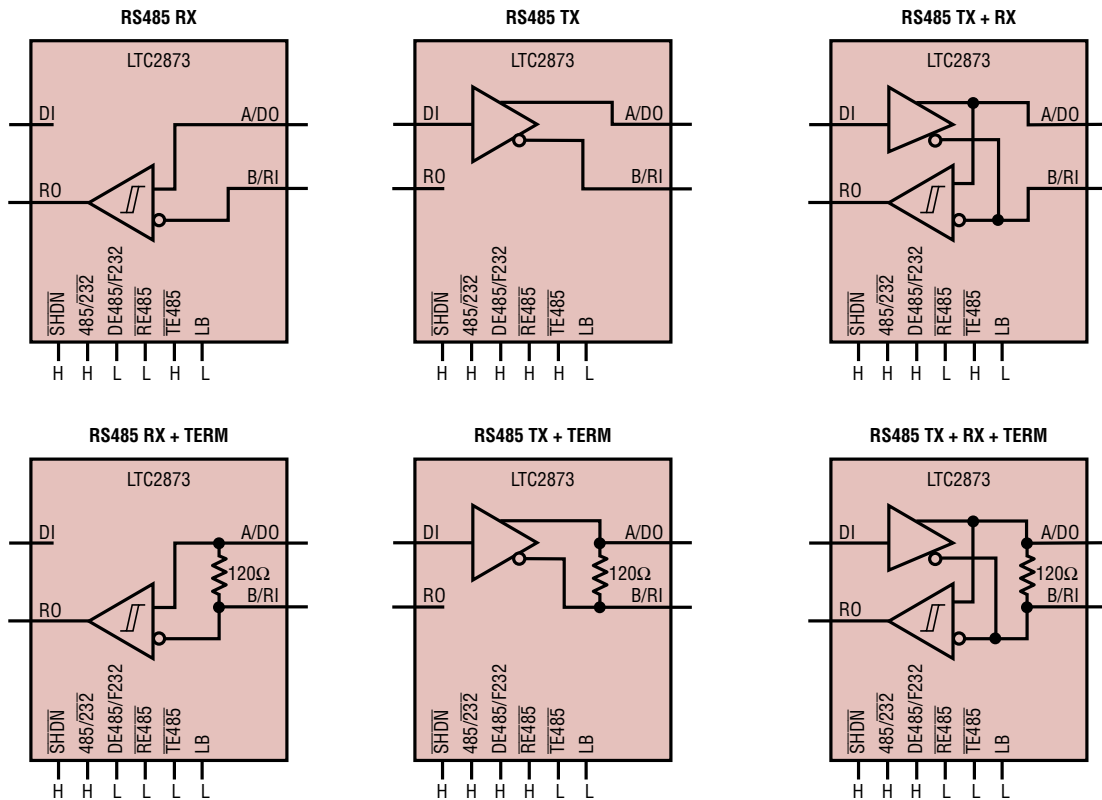 RS485 RX
LTC2873
DI
A/DO
B/RI
RO
SHDN
485/232
DE485/F232
RE485
TE485
LB
H H L L H L
RS485 TX
LTC2873
DI
A/DO
RO
B/RI
SHDN
485/232
DE485/F232
RE485
TE485
LB
H H H H H L
RS485 TX + RX
LTC2873
DI
A/DO
B/RI
RO
SHDN
485/232
DE485/F232
RE485
TE485
LB
H H H L H L
RS485 RX + TERM
LTC2873
DI
A/DO
120Ω
B/RI
RO
SHDN
485/232
DE485/F232
RE485
TE485
LB
H H L L L L
RS485 TX + TERM
LTC2873
DI
A/DO
120Ω
RO
B/RI
SHDN
485/232
DE485/F232
RE485
TE485
LB
H H H H L L
RS485 TX + RX + TERM
LTC2873
DI
A/DO
120Ω
B/RI
RO
SHDN
485/232
DE485/F232
RE485
TE485
LB
H H H L L L